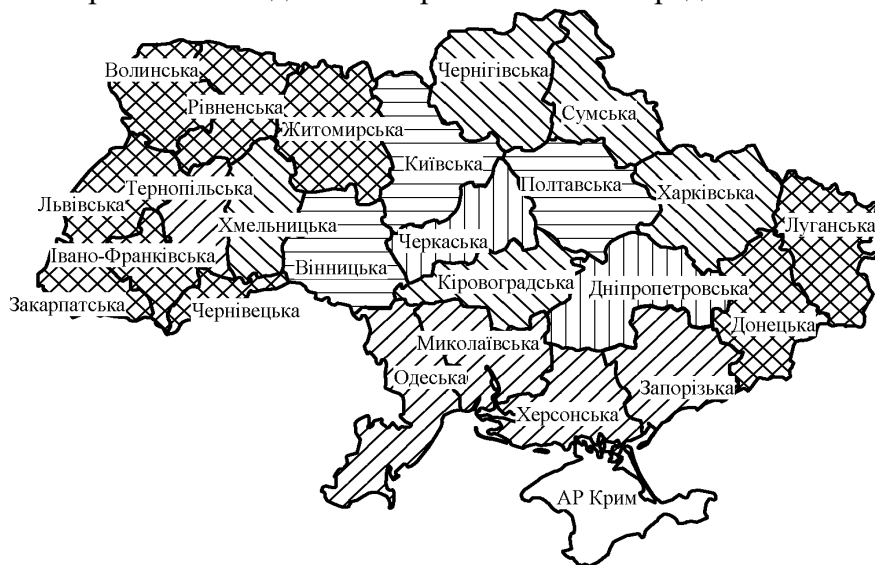 Чернігівська
Волинська
Сумська
Рівненська
Житомирська
Київська
Полтавська
Харківська
Тернопільська
Львівська
Хмельницька
Луганська
Черкаська
Івано-Франківська
Вінницька
Кіровоградська
Дніпропетровська
Закарпатська
Чернівецька
Донецька
Миколаївська
Одеська
Запорізька
Херсонська
АР Крим